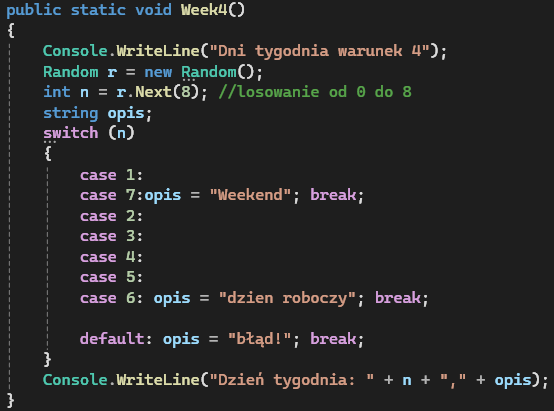 public static void Week4()
{
    Console.WriteLine("Dni tygodnia warunek 4");
    Random r = new Random();
    int n = r.Next(8); //losowanie od 0 do 8
    string opis;
    switch (n)
    {
        case 1:
        case 7:opis = "Weekend"; break;
        case 2:
        case 3:
        case 4:
        case 5:
        case 6: opis = "dzien roboczy"; break;

        default: opis = "błąd!"; break;
    }
    Console.WriteLine("Dzień tygodnia: " + n + "," + opis);
}